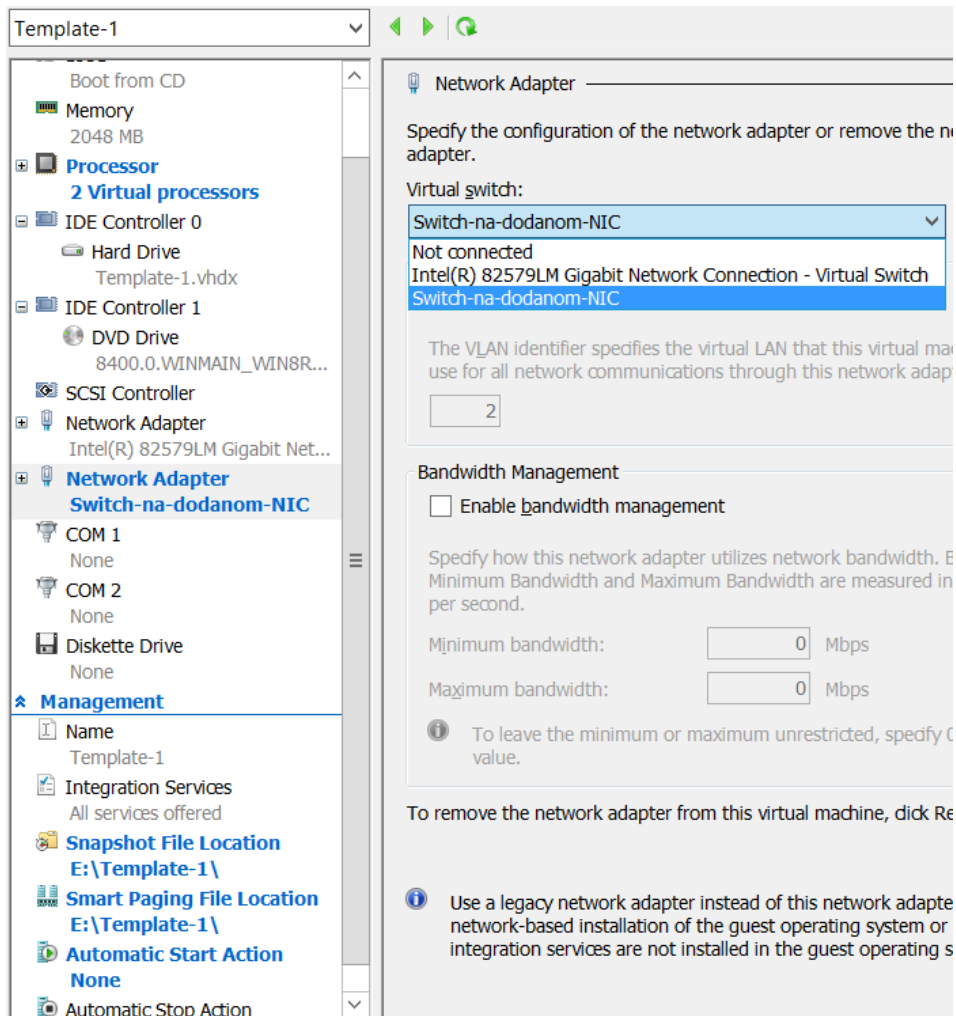 Template-1
Boot from CD
Memory
2048 MB
Processor
2 Virtual processors
IDE Controller 0
Hard Drive
Template-1.vhdx
IDE Controller 1
DVD Drive
8400.0.WINMAIN_WIN8R...
SCSI Controller
Network Adapter
Intel(R) 82579LM Gigabit Net...
Network Adapter
Switch-na-dodanom-NIC
COM 1
None
COM 2
None
Diskette Drive
None
Management
Name
Template-1
Integration Services
All services offered
Snapshot File Location
E:\Template-1\
Smart Paging File Location
E:\Template-1\
Automatic Start Action
None
Automatic Stop Action
Network Adapter
Specify the configuration of the network adapter or remove the
adapter.
Virtual switch:
Switch-na-dodanom-NIC
Not connected
Intel(R) 82579LM Gigabit Network Connection - Virtual Switch
Switch-na-dodanom-NIC
The VLAN identifier specifies the virtual LAN that this virtual
use for all network communications through this network
2
Bandwidth Management
Enable bandwidth management
Specify how this network adapter utilizes network bandwidth.
Minimum Bandwidth and Maximum Bandwidth are measured in
per second.
Minimum bandwidth:
0 Mbps
Maximum bandwidth:
0 Mbps
To leave the minimum or maximum unrestricted, specify 0
value.
To remove the network adapter from this virtual machine, click
Use a legacy network adapter instead of this network
network-based installation of the guest operating system or
integration services are not installed in the guest operating